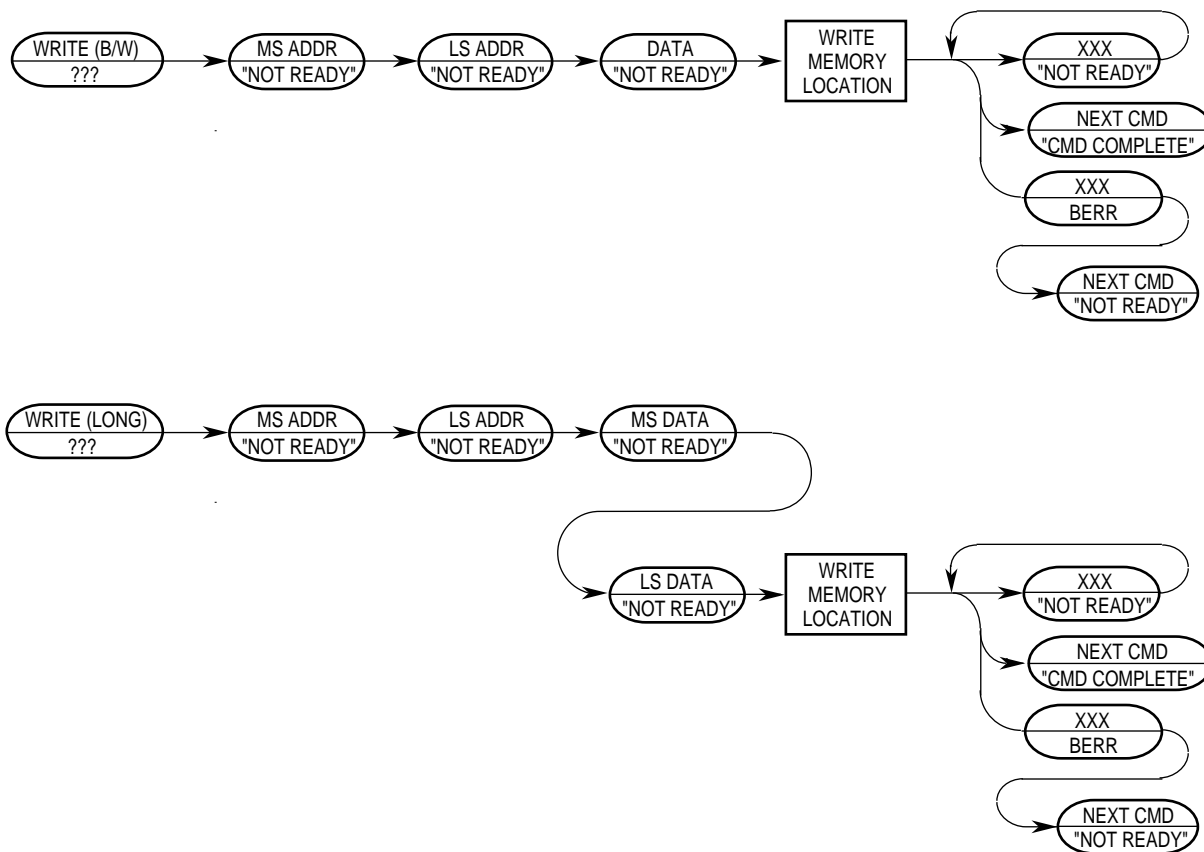 WRITE (B/W)
???
MS ADDR
"NOT READY"
LS ADDR
"NOT READY"
DATA
"NOT READY"
WRITE
MEMORY
LOCATION
XXX
"NOT READY"
NEXT CMD
"CMD COMPLETE"
XXX
BERR
NEXT CMD
"NOT READY"
WRITE (LONG)
???
MS ADDR
"NOT READY"
LS ADDR
"NOT READY"
MS DATA
"NOT READY"
LS DATA
"NOT READY"
WRITE
MEMORY
LOCATION
XXX
"NOT READY"
NEXT CMD
"CMD COMPLETE"
XXX
BERR
NEXT CMD
"NOT READY"